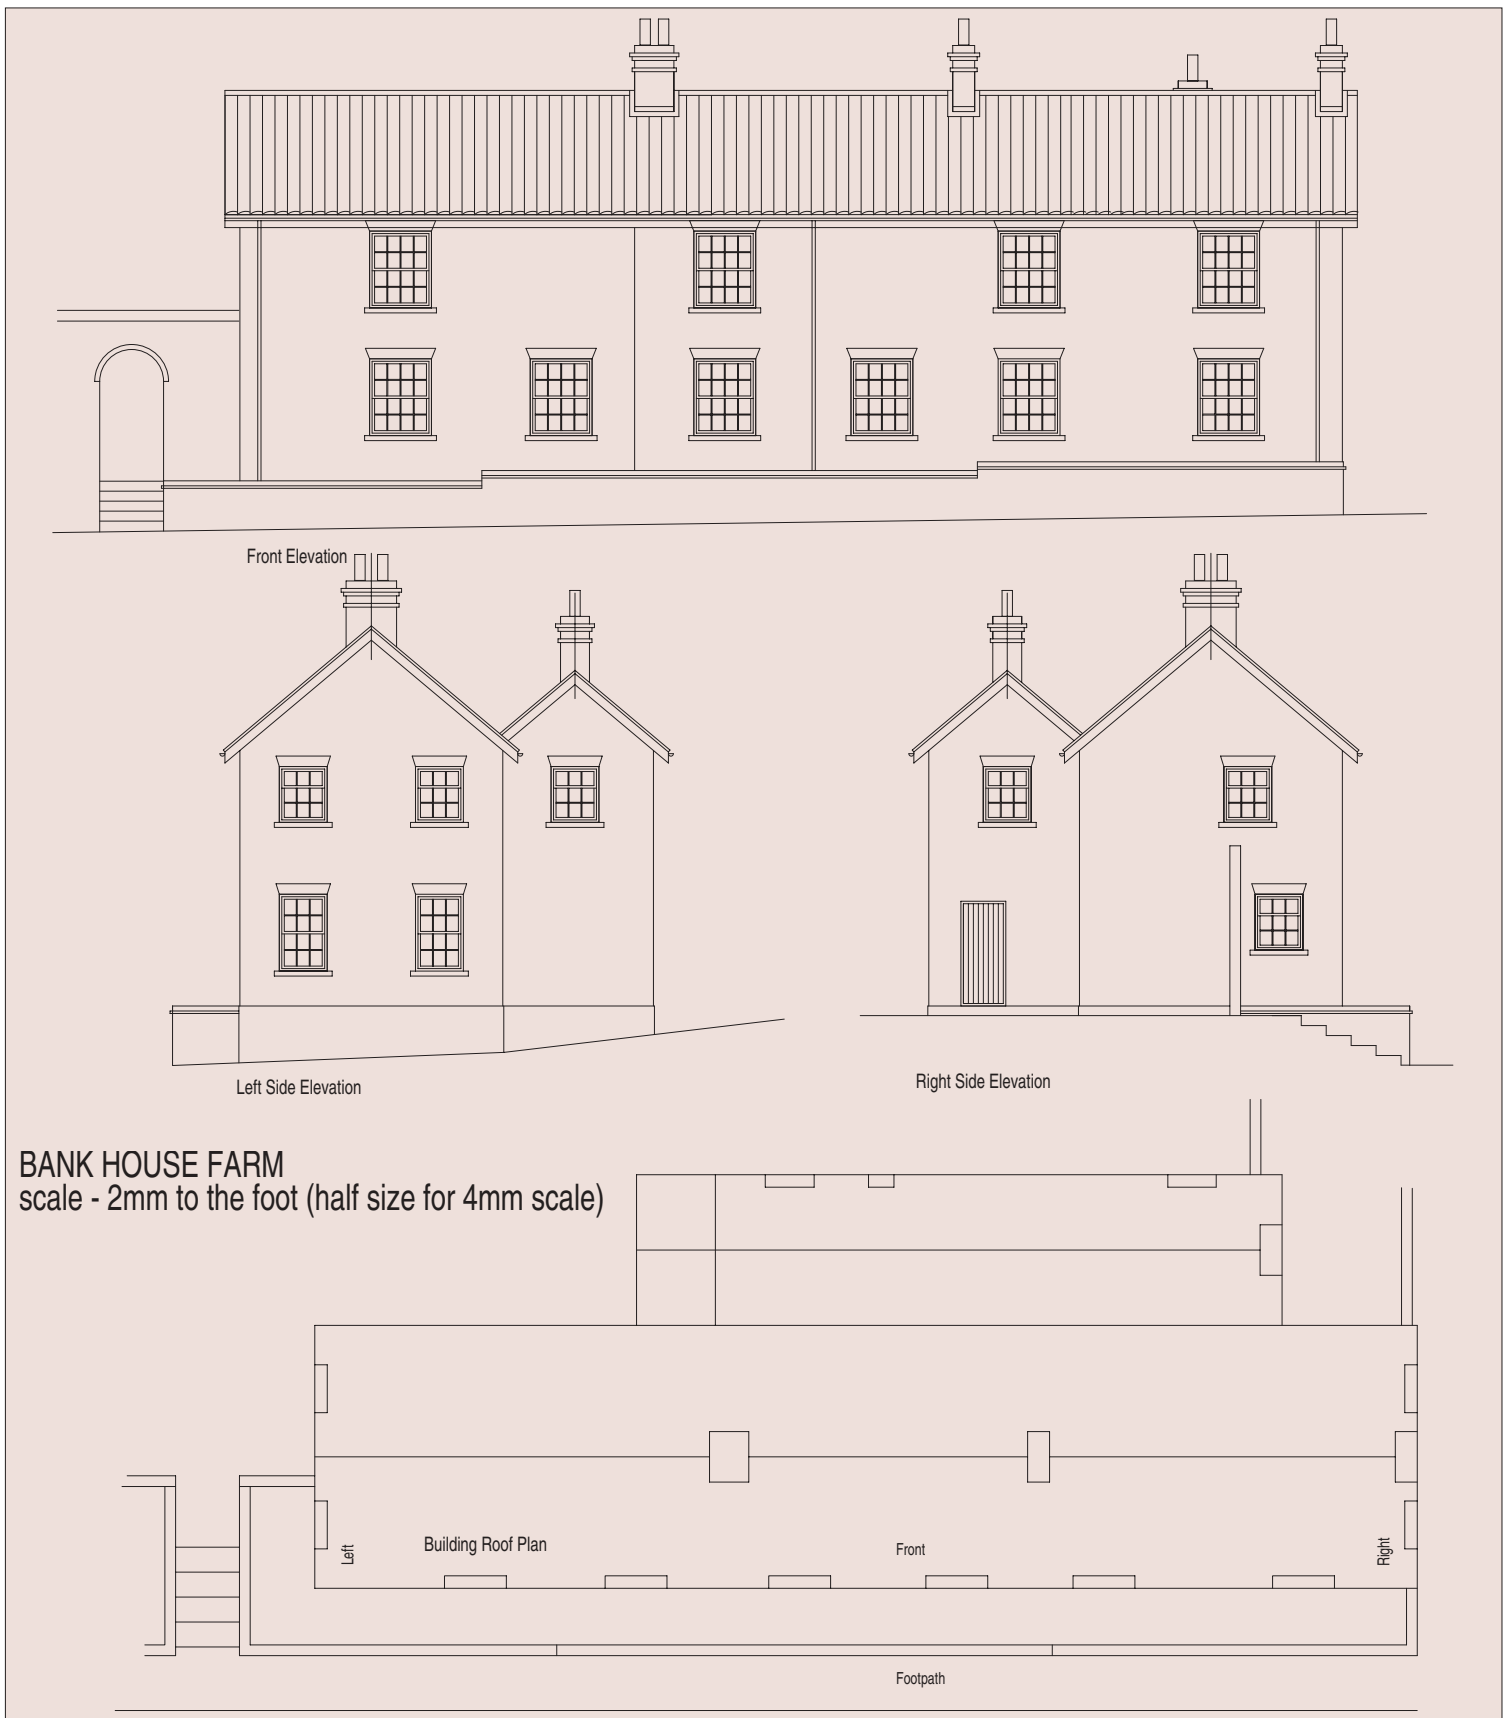 Front Elevation
Left Side Elevation
Right Side Elevation
BANK HOUSE FARM
scale - 2mm to the foot (half size for 4mm scale)
Left
Building Roof Plan
Front
Right
Footpath